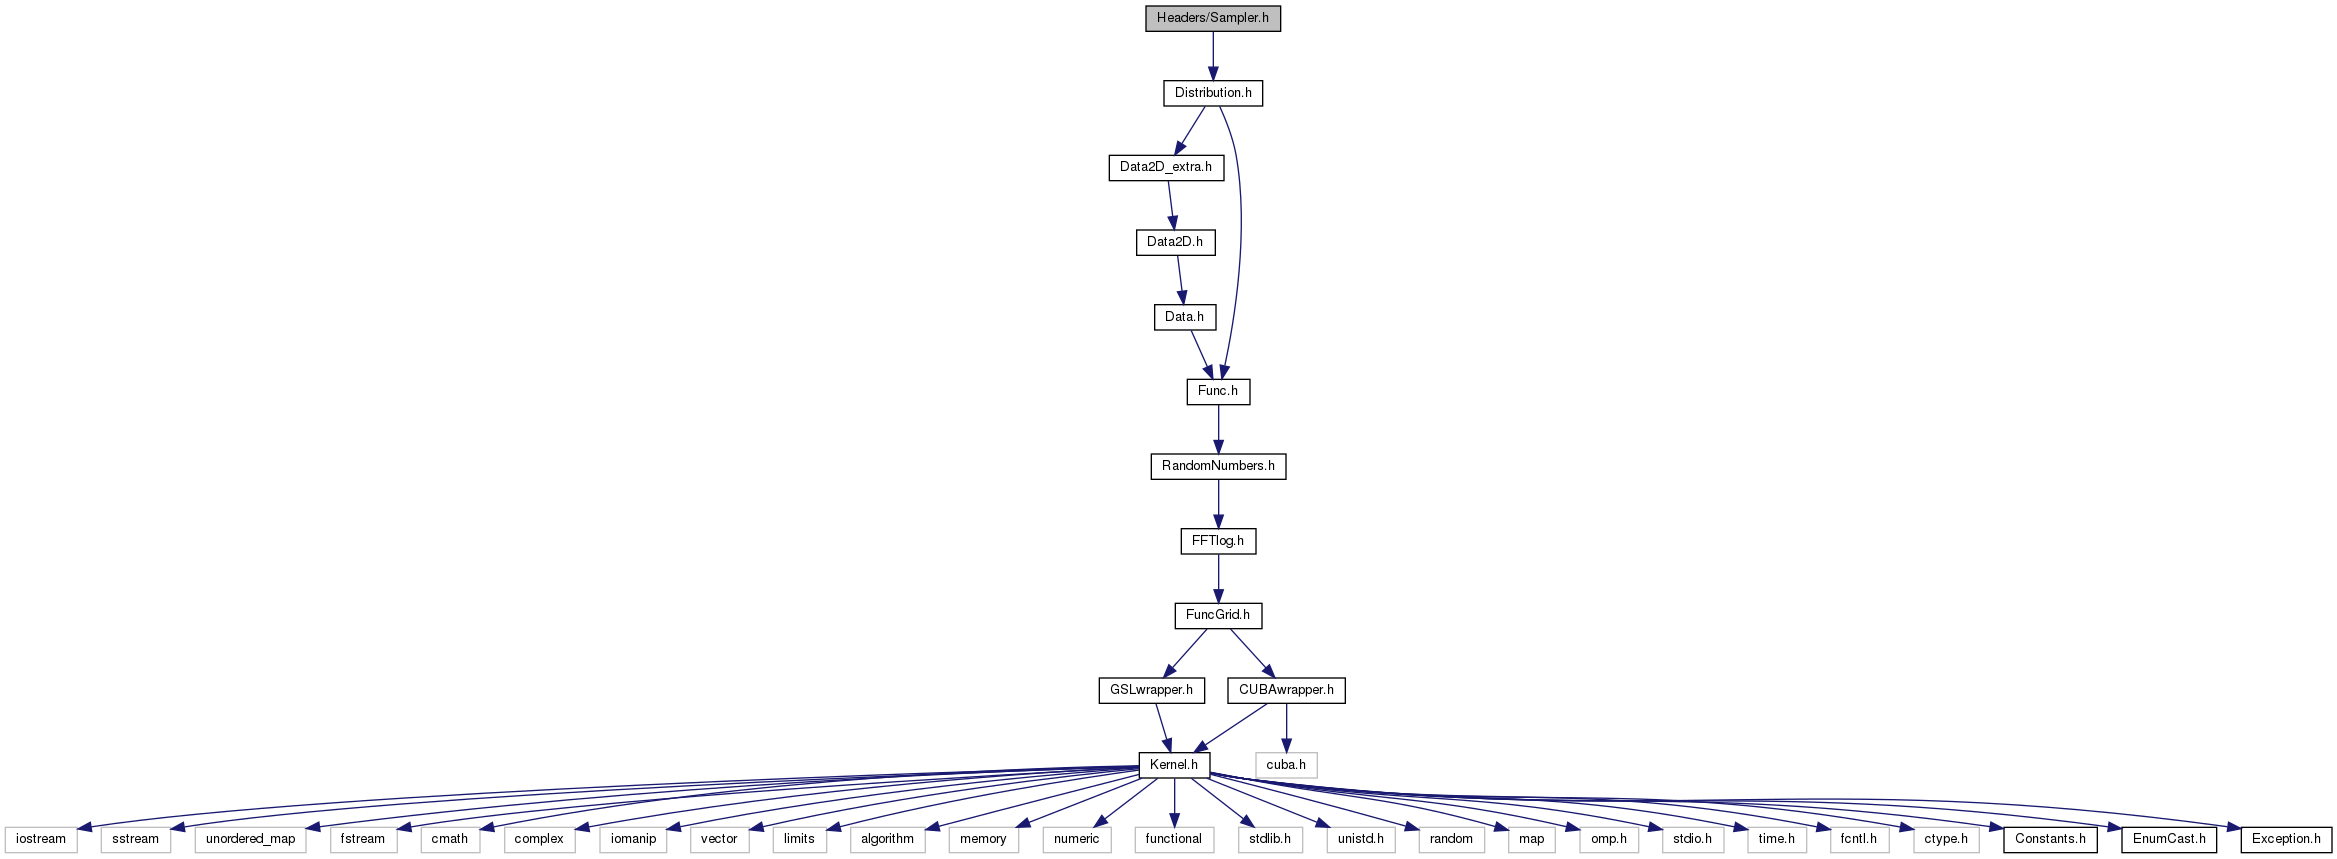 Headers/Sampler.h
Distribution.h
Data2D_extra.h
Data2D.h
Data.h
Func.h
RandomNumbers.h
FFTlog.h
FuncGrid.h
GSLwrapper.h
CUBAwrapper.h
Kernel.h
cuba.h
iostream
sstream
unordered_map
fstream
cmath
complex
iomanip
vector
limits
algorithm
memory
numeric
functional
stdlib.h
unistd.h
random
map
omp.h
stdio.h
time.h
fcntl.h
ctype.h
Constants.h
EnumCast.h
Exception.h